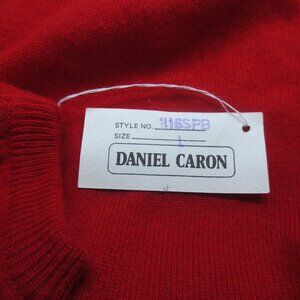 STYLE NO. 116SPB
SIZE L
DANIEL CARON